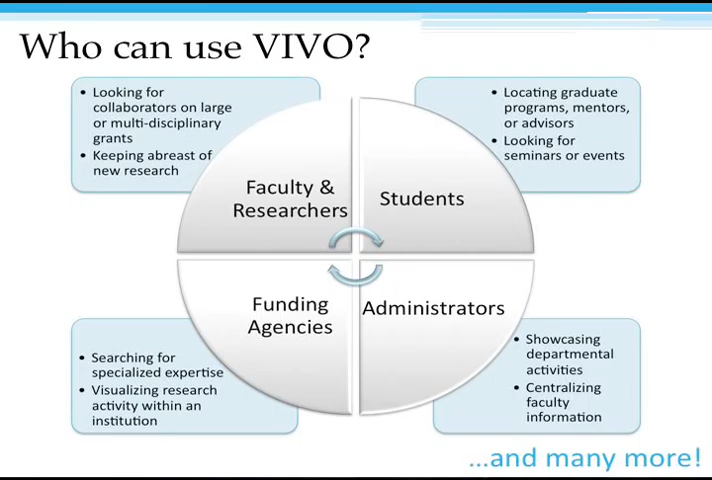 Who can use VIVO?
• Looking for
collaborators on large
or multi-disciplinary
grants
• Keeping abreast of
new research
• Locating graduate
programs, mentors,
or advisors
• Looking for
seminars or events
Faculty &
Researchers
Students
Funding
Agencies
Administrators
• Searching for
specialized expertise
• Visualizing research
activity within an
institution
• Showcasing
departmental
activities
• Centralizing
faculty
information
...and many more!